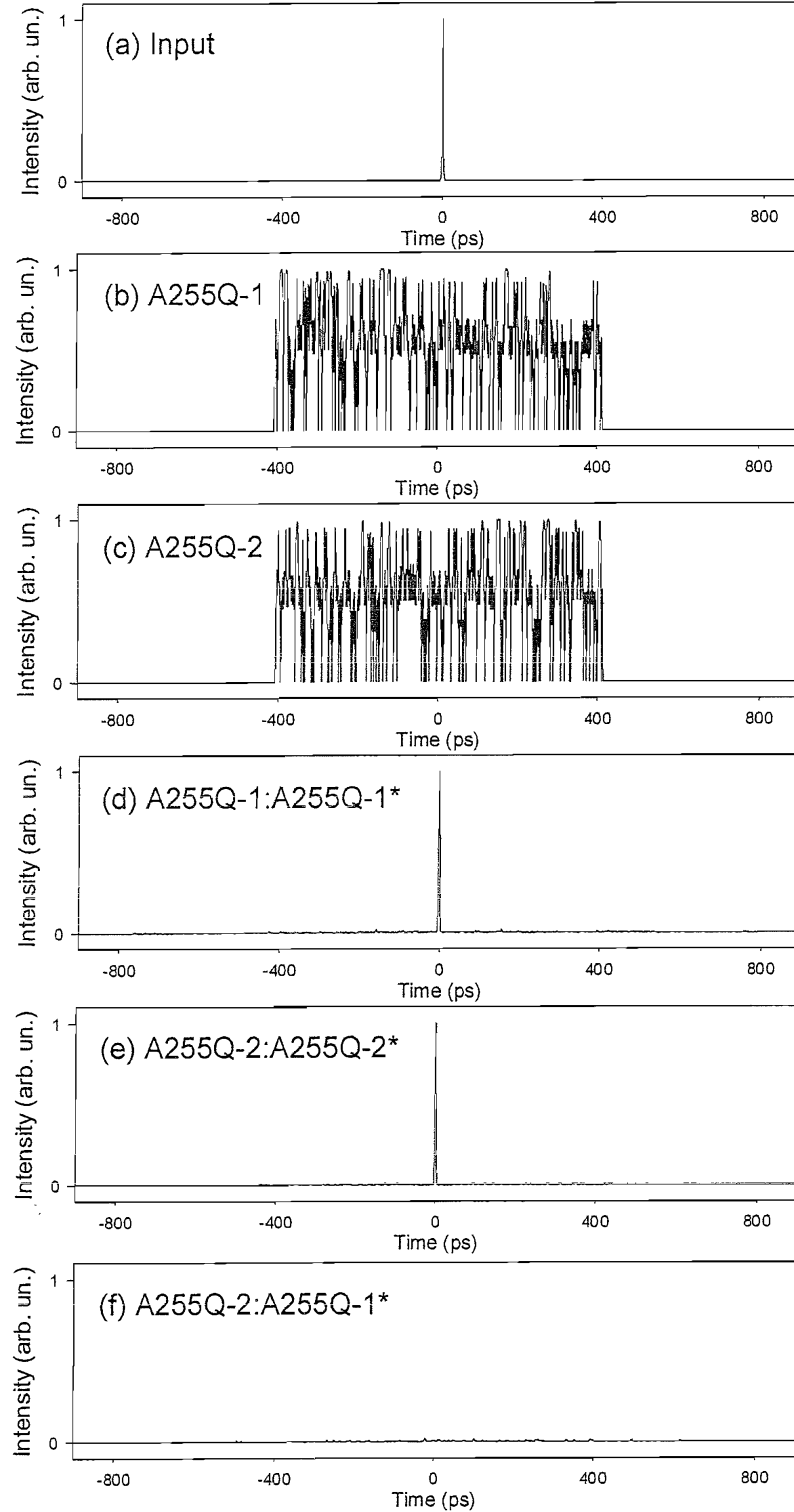 Intensity (arb. un.)
1
0
(a) Input
-800
-400
0
400
800
Time (ps)
Intensity (arb. un.)
1
0
(b) A255Q-1
-800
-400
0
400
800
Time (ps)
Intensity (arb. un.)
1
0
(c) A255Q-2
-800
-400
0
400
800
Time (ps)
Intensity (arb. un.)
1
0
(d) A255Q-1:A255Q-1*
-800
-400
0
400
800
Time (ps)
Intensity (arb. un.)
1
0
(e) A255Q-2:A255Q-2*
-800
-400
0
400
800
Time (ps)
Intensity (arb. un.)
1
0
(f) A255Q-2:A255Q-1*
-800
-400
0
400
800
Time (ps)